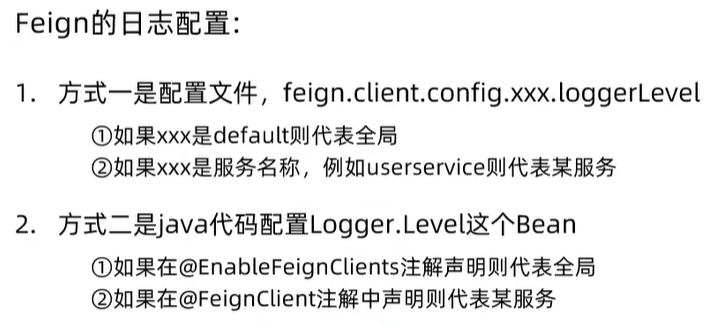 Feign的日志配置:
1. 方式一是配置文件，feign.client.config.xxx.loggerLevel
①如果xxx是default则代表全局
②如果xxx是服务名称，例如userservice则代表某服务
2. 方式二是java代码配置Logger.Level这个Bean
①如果在@EnableFeignClients注解声明则代表全局
②如果在@FeignClient注解中声明则代表某服务